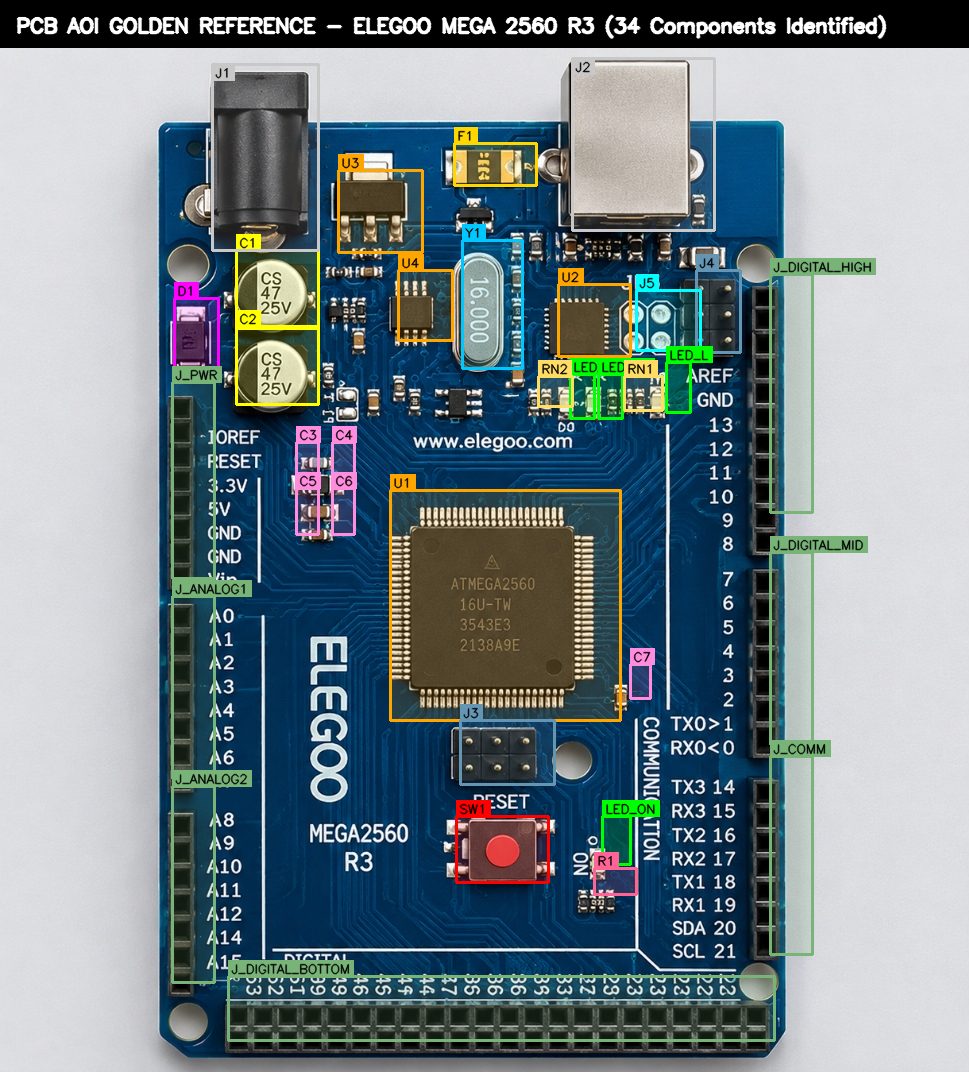 PCB AOI GOLDEN REFERENCE - ELEGOO MEGA 2560 R3 (34 Components Identified)
J1
J2
F1
U3
Y1
C1
U4
U2
J4
J5
J_DIGITAL_HIGH
CS
47
25V
16.000
D1
C2
CS
47
25V
LED_L
RN2
LED
LED
RN1
J_PWR
AREF
GND
13
12
11
10
9
8
www.elegoo.com
IOREF
RESET
3.3V
5V
GND
GND
Vin
C3
C4
C5
C6
U1
ATMEGA2560
16U-TW
3543E3
2138A9E
J_DIGITAL_MID
7
6
5
4
3
2
TX0>1
RX0<0
J_ANALOG1
A0
A1
A2
A3
A4
A5
A6
ELEGOO
C7
J3
J_COMM
J_ANALOG2
A8
A9
A10
A11
A12
A14
A15
RESET
SW1
MEGA2560
R3
LED_ON
ON
R1
TX3 14
RX3 15
TX2 16
RX2 17
TX1 18
RX1 19
SDA 20
SCL 21
DIGITAL
J_DIGITAL_BOTTOM